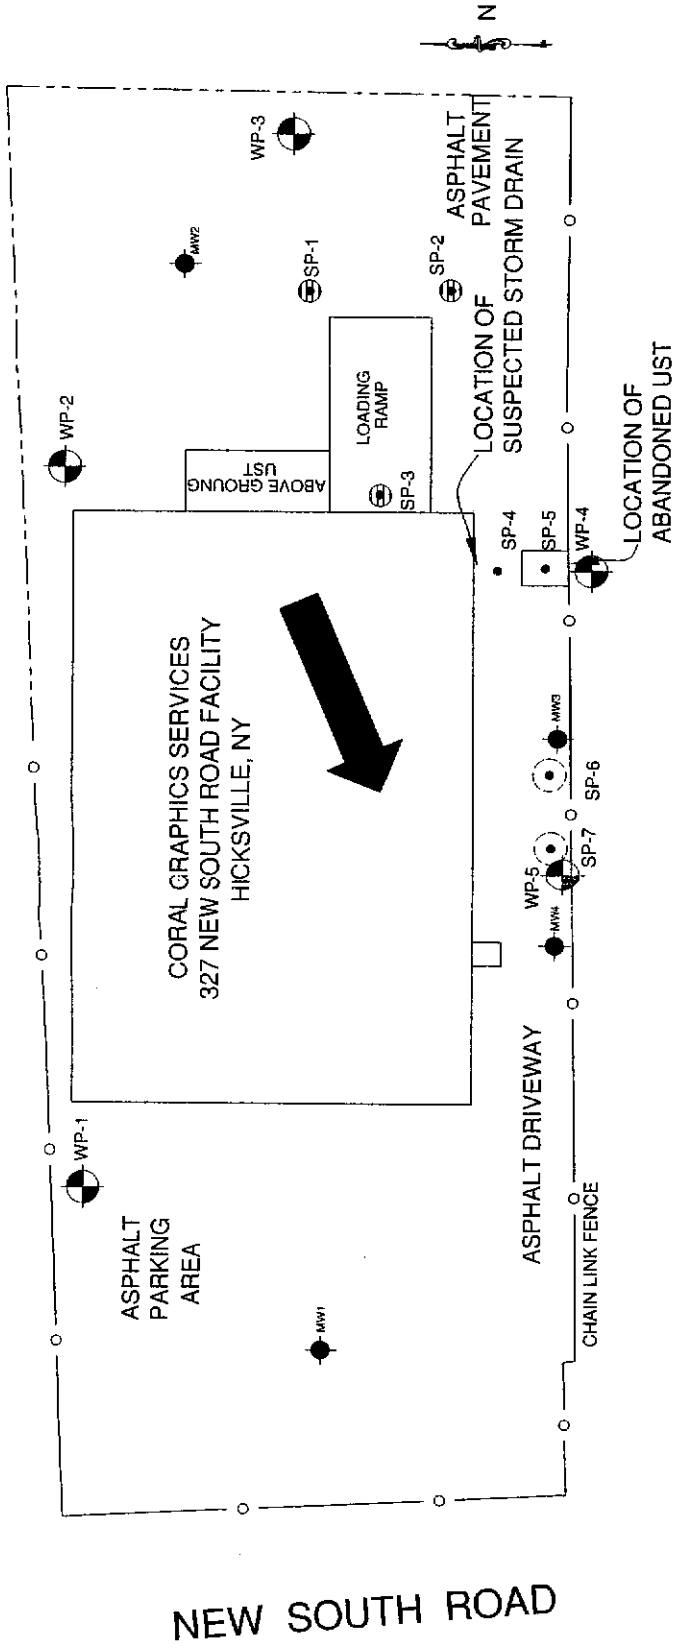 N
WP-3
MW2
SP-1
SP-2
ASPHALT
PAVEMENT
LOCATION OF
SUSPECTED STORM DRAIN
WP-2
ABOVE GROUNG
UST
LOADING
RAMP
SP-3
SP-4
SP-5
WP-4
LOCATION OF
ABANDONED UST
CORAL GRAPHICS SERVICES
327 NEW SOUTH ROAD FACILITY
HICKSVILLE, NY
MW3
SP-6
SP-7
WP-5
MW4
WP-1
ASPHALT
PARKING
AREA
MW1
ASPHALT DRIVEWAY
CHAIN LINK FENCE
NEW SOUTH ROAD